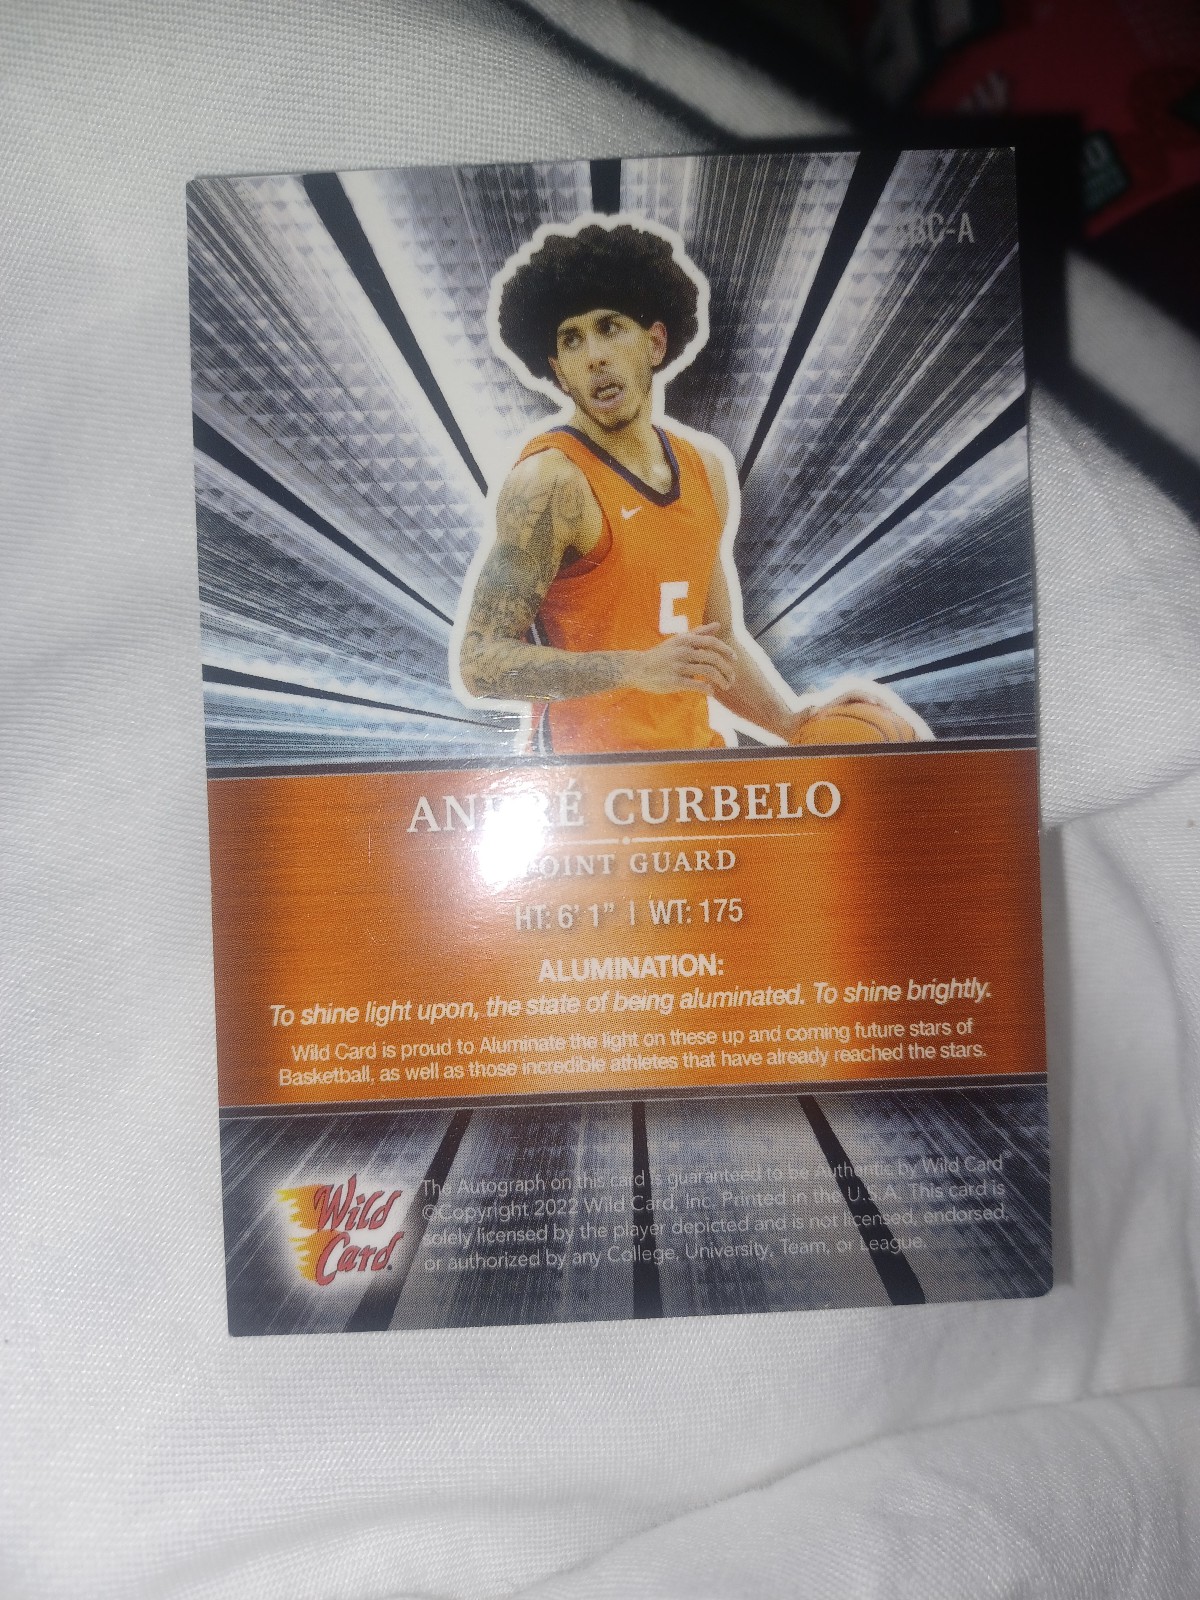 5
ANDRÉ CURBELO
POINT GUARD
HT: 6' 1" | WT: 175
ALUMINATION:
To shine light upon, the state of being aluminated. To shine brightly.
Wild Card is proud to Aluminate the light on these up and coming future stars of
Basketball, as well as those incredible athletes that have already reached the stars.
Wild
Card
The Autograph on this card is guaranteed to be Authentic by Wild Card®
©Copyright 2022 Wild Card, Inc. Printed in the U.S.A. This card is
solely licensed by the player depicted and is not licensed, endorsed,
or authorized by any College, University, Team, or League.